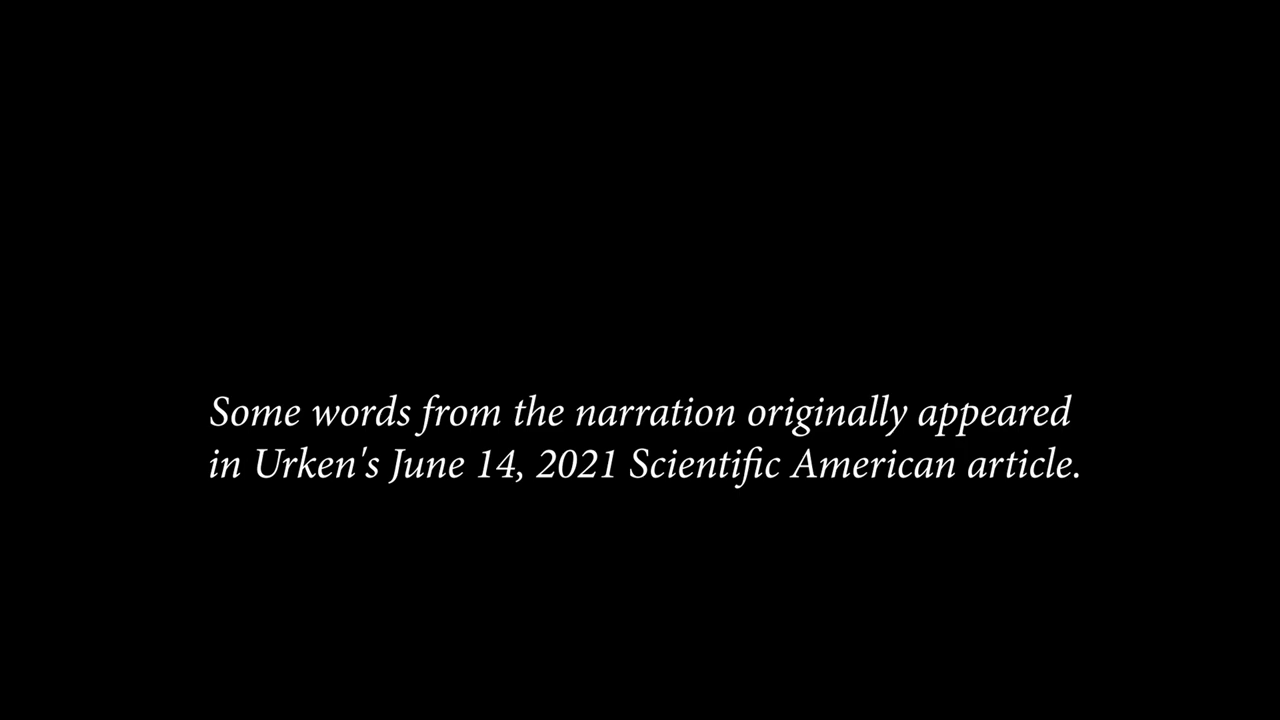 Some words from the narration originally appeared
in Urken's June 14, 2021 Scientific American article.